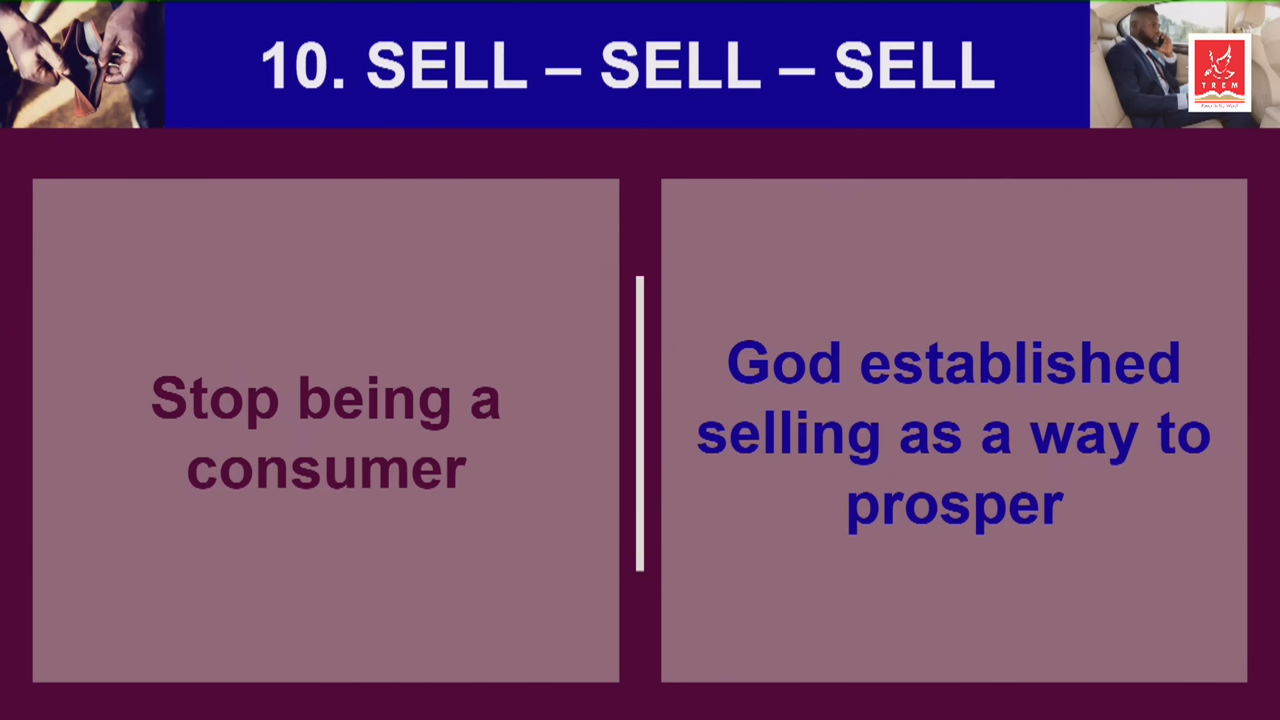 10. SELL – SELL – SELL
TREM
Stop being a
consumer
God established
selling as a way to
prosper